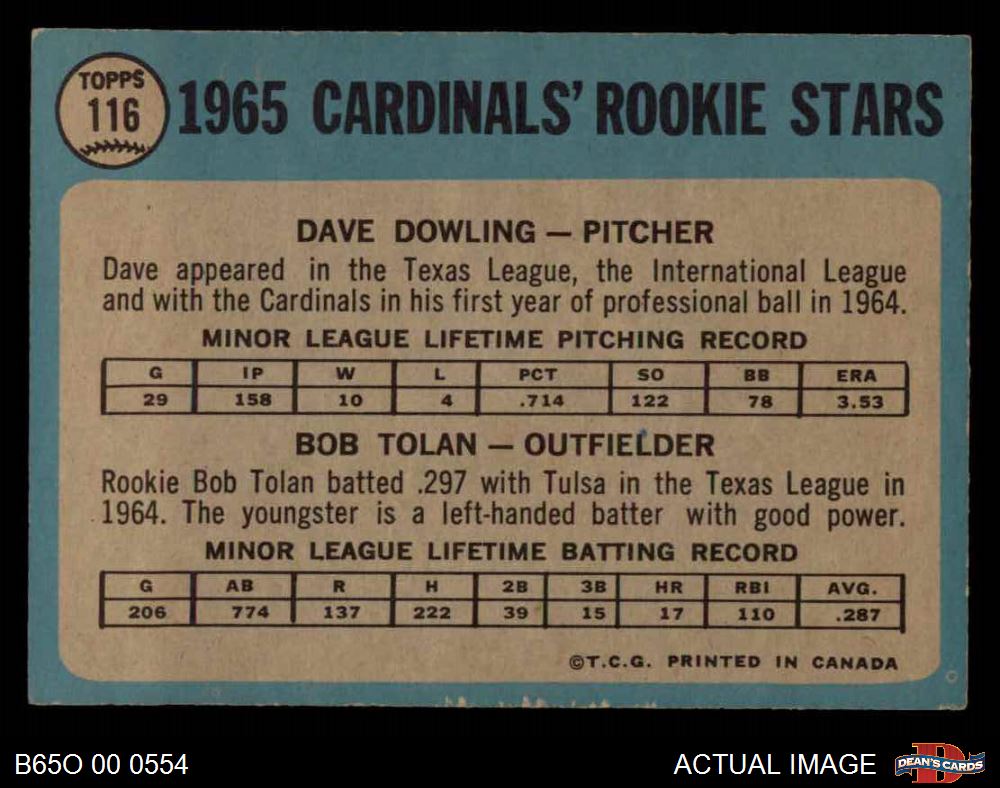 TOPPS
116
1965 CARDINALS' ROOKIE STARS
DAVE DOWLING — PITCHER
Dave appeared in the Texas League, the International League
and with the Cardinals in his first year of professional ball in 1964.
MINOR LEAGUE LIFETIME PITCHING RECORD
G IP W L PCT SO BB ERA
29 158 10 4 .714 122 78 3.53
BOB TOLAN — OUTFIELDER
Rookie Bob Tolan batted .297 with Tulsa in the Texas League in
1964. The youngster is a left-handed batter with good power.
MINOR LEAGUE LIFETIME BATTING RECORD
G AB R H 2B 3B HR RBI AVG.
206 774 137 222 39 15 17 110 .287
©T.C.G. PRINTED IN CANADA
B65O 00 0554
ACTUAL IMAGE
DEAN'S CARDS